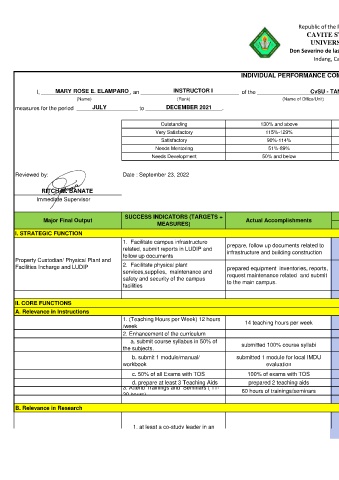 Republic of the
CAVITE ST
UNIVERS
Don Severino de las
Indang, Ca
INDIVIDUAL PERFORMANCE COM
I, MARY ROSE E. ELAMPARO, an INSTRUCTOR I of the CvSU - TAN
(Name) (Rank) (Name of Office/Unit)
measures for the period JULY to DECEMBER 2021.
Outstanding 130% and above
Very Satisfactory 115%-129%
Satisfactory 90%-114%
Needs Mentoring 51%-89%
Needs Development 50% and below
Reviewed by: Date : September 23, 2022
RITCH M. BANATE
Immediate Supervisor
Major Final Output SUCCESS INDICATORS (TARGETS + MEASURES) Actual Accomplishments
I. STRATEGIC FUNCTION
Property Custodian/ Physical Plant and Facilities Incharge and LUDIP
1. Facilitate campus infrastructure related, submit reports in LUDIP and follow up documents
prepare, follow up documents related to infrastructure and building construction
2. Facilitate physical plant services,supplies, maintenance and safety and security of the campus facilities
prepared equipment inventories, reports, request maintenance related and submit to the main campus.
II. CORE FUNCTIONS
A. Relevance in Instructions
1. (Teaching Hours per Week) 12 hours /week 14 teaching hours per week
2. Enhancement of the curriculum
a. submit course syllabus in 50% of the subjects submitted 100% course syllabi
b. submit 1 module/manual/ workbook submitted 1 module for local IMDU evaluation
c. 50% of all Exams with TOS 100% of exams with TOS
d. prepare at least 3 Teaching Aids prepared 2 teaching aids
3. Attend Trainings and Seminars ( 11-20 hours) 60 hours of trainings/seminars
B. Relevance in Research
1. at least a co-study leader in an